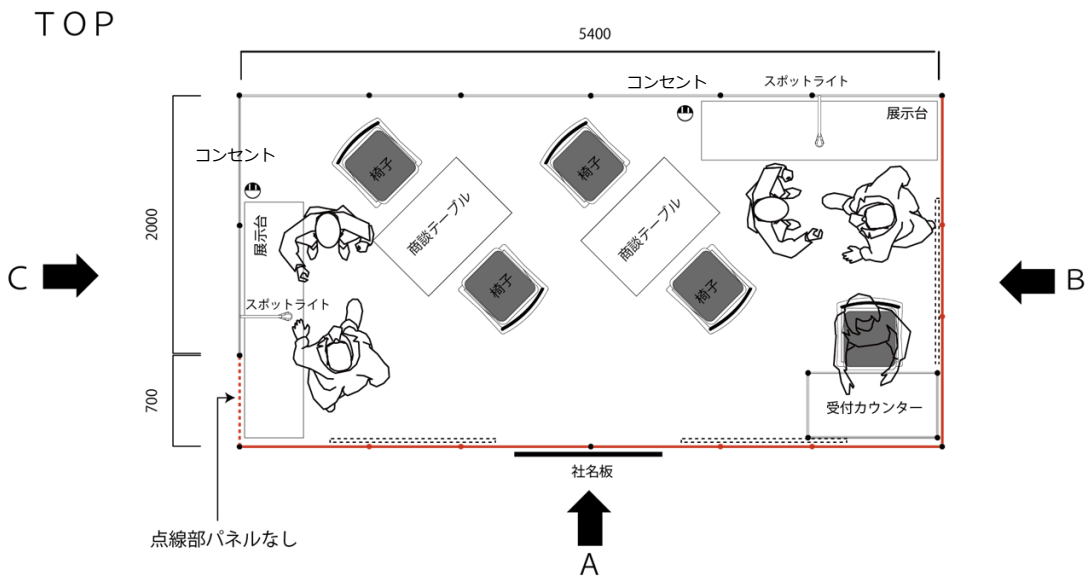 ＴＯＰ
5400
コンセント
スポットライト
展示台
コンセント
椅子
椅子
2000
展示台
商談テーブル
商談テーブル
C
B
椅子
椅子
スポットライト
700
受付カウンター
社名板
点線部パネルなし
A